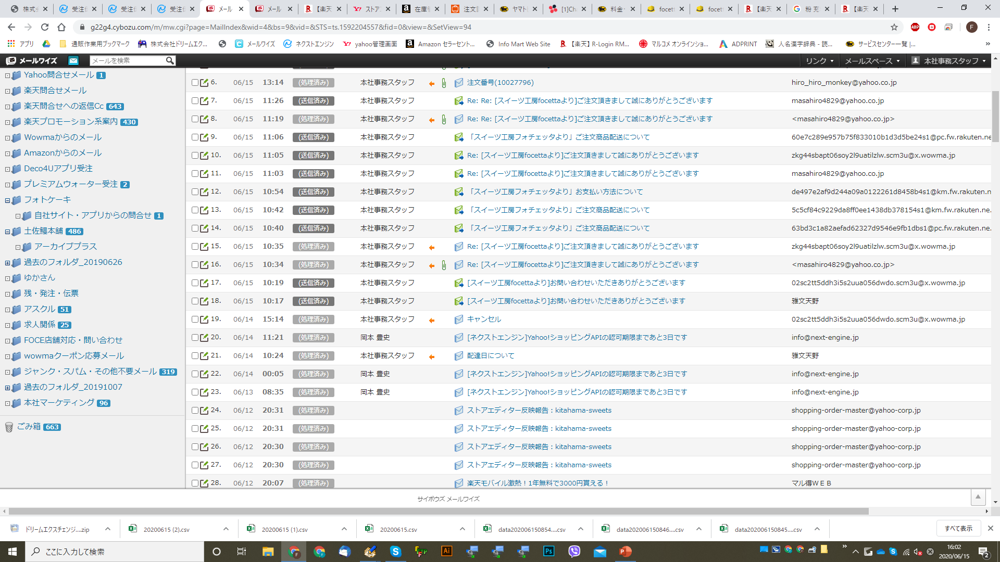 株式会
受注伝
受注伝
受注伝
メール
メール
【楽天
ストア
在庫管
注文詳
ヤマト
[1]Ch
料金・
focett
focett
【楽天
粉 充
【楽天
g22g4.cybozu.com/m/mw.cgi?page=MailIndex&wid=4&bs=9&vid=&STS=ts.1592204557&fid=0&view=&SetView=94
アプリ
通販作業用ブックマーク
株式会社ドリームエク...
メールワイズ
ネクストエンジン
yahoo管理画面
Amazon セラーセント...
Info Mart Web Site
【楽天】R-Login RM...
マルコメ オンラインショ...
ADPRINT
人名漢字辞典 - 読...
サービスセンター一覧 |...
メールワイズ
メールを検索
リンク
メールスペース
本社事務スタッフ
Yahoo問合せメール 1
楽天問合せメール
楽天問合せへの返信Cc 643
楽天プロモーション系案内 430
Wowmaからのメール
Amazonからのメール
Deco4Uアプリ受注
プレミアムウォーター受注 2
フォトケーキ
自社サイト・アプリからの問合せ 1
土佐鰻本舗 486
アーカイブプラス
過去のフォルダ_20190626
ゆかさん
残・発注・伝票
アスクル 51
求人関係 25
FOCE店舗対応・問い合わせ
wowmaクーポン応募メール
ジャンク・スパム・その他不要メール 319
過去のフォルダ_20191007
本社マーケティング 96
ごみ箱 663
6. 06/15 13:14 (処理済み) 本社事務スタッフ 注文番号(10027796) hiro_hiro_monkey@yahoo.co.jp
7. 06/15 11:26 (送信済み) 本社事務スタッフ Re: Re: [スイーツ工房focettaより]ご注文頂きまして誠にありがとうございます masahiro4829@yahoo.co.jp
8. 06/15 11:19 (処理済み) 本社事務スタッフ Re: Re: [スイーツ工房focettaより]ご注文頂きまして誠にありがとうございます <masahiro4829@yahoo.co.jp>
9. 06/15 11:06 (送信済み) 本社事務スタッフ 「スイーツ工房フォチェッタより」ご注文商品配送について 60e7c289e957b75f833010b1d3d5be24s1@pc.fw.rakuten.ne
10. 06/15 11:05 (送信済み) 本社事務スタッフ Re: [スイーツ工房focettaより]ご注文頂きまして誠にありがとうございます zkg44sbapt06soy2l9uatilzlw.scm3u@x.wowma.jp
11. 06/15 11:03 (送信済み) 本社事務スタッフ Re: [スイーツ工房focettaより]ご注文頂きまして誠にありがとうございます masahiro4829@yahoo.co.jp
12. 06/15 10:54 (送信済み) 本社事務スタッフ 「スイーツ工房フォチェッタより」お支払い方法について de497e2af9d244a09a0122261d8458b4s1@km.fw.rakuten.n
13. 06/15 10:42 (送信済み) 本社事務スタッフ 「スイーツ工房フォチェッタより」ご注文商品配送について 5c5cf84c9229da8ff0ee1438db378154s1@km.fw.rakuten.ne.
14. 06/15 10:40 (送信済み) 本社事務スタッフ 「スイーツ工房フォチェッタより」ご注文商品配送について 63bd3c1a82aefad62327d9546e9fb1dbs1@pc.fw.rakuten.ne.
15. 06/15 10:35 (処理済み) 本社事務スタッフ Re: [スイーツ工房focettaより]ご注文頂きまして誠にありがとうございます zkg44sbapt06soy2l9uatilzlw.scm3u@x.wowma.jp
16. 06/15 10:34 (処理済み) 本社事務スタッフ Re: [スイーツ工房focettaより]ご注文頂きまして誠にありがとうございます <masahiro4829@yahoo.co.jp>
17. 06/15 10:19 (送信済み) 本社事務スタッフ [スイーツ工房focettaより]お問い合わせいただきありがとうございます 02sc2tt5ddh3i5s2uua056dwdo.scm3u@x.wowma.jp
18. 06/15 10:17 (送信済み) 本社事務スタッフ [スイーツ工房focettaより]お問い合わせいただきありがとうございます 雅文天野
19. 06/14 15:14 (処理済み) 本社事務スタッフ キャンセル 02sc2tt5ddh3i5s2uua056dwdo.scm3u@x.wowma.jp
20. 06/14 11:21 (処理済み) 岡本 豊史 [ネクストエンジン]Yahoo!ショッピングAPIの認可期限まであと3日です info@next-engine.jp
21. 06/14 10:24 (処理済み) 本社事務スタッフ 配達日について 雅文天野
22. 06/14 00:05 (処理済み) 岡本 豊史 [ネクストエンジン]Yahoo!ショッピングAPIの認可期限まであと3日です info@next-engine.jp
23. 06/13 08:35 (処理済み) 岡本 豊史 [ネクストエンジン]Yahoo!ショッピングAPIの認可期限まであと3日です info@next-engine.jp
24. 06/12 20:31 (処理済み) ストアエディター反映報告 : kitahama-sweets shopping-order-master@yahoo-corp.jp
25. 06/12 20:31 (処理済み) ストアエディター反映報告 : kitahama-sweets shopping-order-master@yahoo-corp.jp
26. 06/12 20:30 (処理済み) ストアエディター反映報告 : kitahama-sweets shopping-order-master@yahoo-corp.jp
27. 06/12 20:30 (処理済み) ストアエディター反映報告 : kitahama-sweets shopping-order-master@yahoo-corp.jp
28. 06/12 20:07 (処理済み) 楽天モバイル激熱！1年無料で3000円貰える！ マル得ＷＥＢ
サイボウズ メールワイズ
ドリームエクスチェンジ....zip
20200615 (2).csv
20200615 (1).csv
20200615.csv
data202006150854....csv
data202006150846....csv
data202006150845....csv
すべて表示
ここに入力して検索
16:02
2020/06/15
2